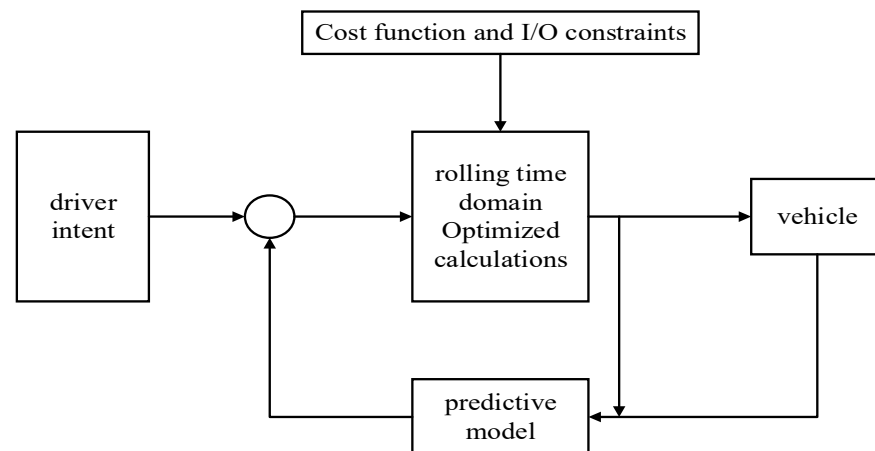 Cost function and I/O constraints
driver
intent
rolling time
domain
Optimized
calculations
vehicle
predictive
model